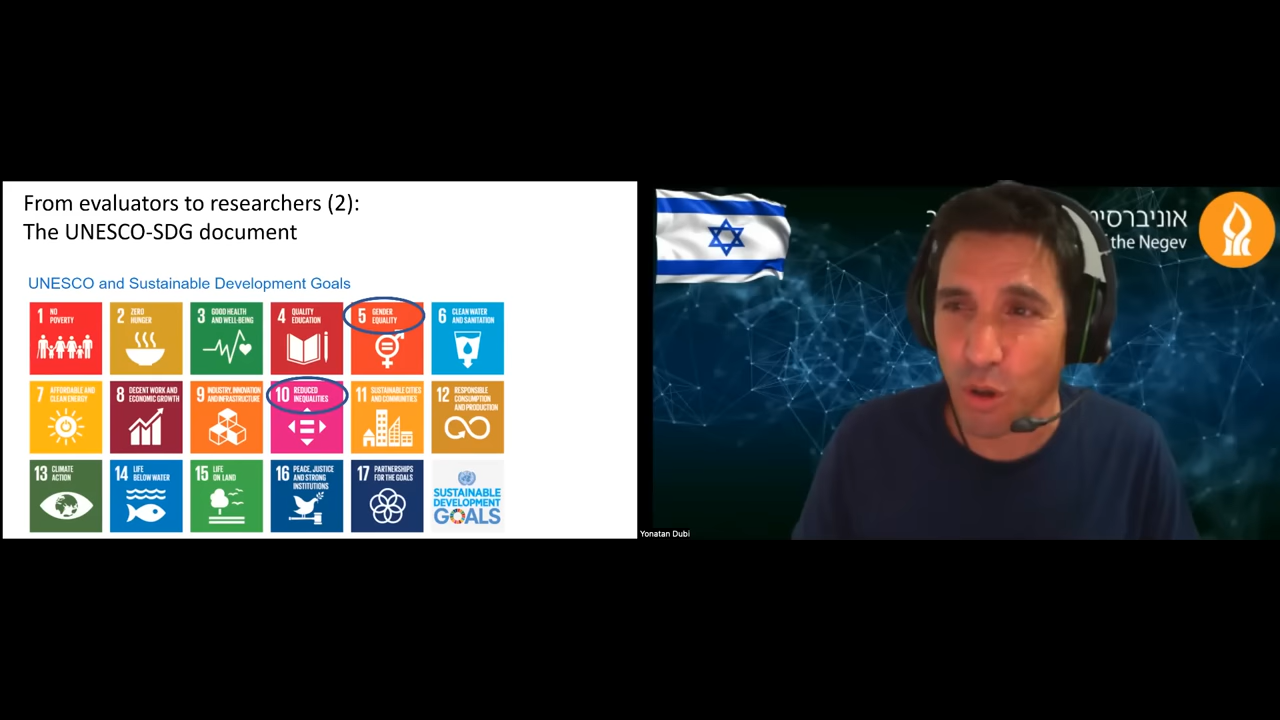 From evaluators to researchers (2):
The UNESCO-SDG document
UNESCO and Sustainable Development Goals
1 NO POVERTY
2 ZERO HUNGER
3 GOOD HEALTH AND WELL-BEING
4 QUALITY EDUCATION
5 GENDER EQUALITY
6 CLEAN WATER AND SANITATION
7 AFFORDABLE AND CLEAN ENERGY
8 DECENT WORK AND ECONOMIC GROWTH
9 INDUSTRY, INNOVATION AND INFRASTRUCTURE
10 REDUCED INEQUALITIES
11 SUSTAINABLE CITIES AND COMMUNITIES
12 RESPONSIBLE CONSUMPTION AND PRODUCTION
13 CLIMATE ACTION
14 LIFE BELOW WATER
15 LIFE ON LAND
16 PEACE, JUSTICE AND STRONG INSTITUTIONS
17 PARTNERSHIPS FOR THE GOALS
SUSTAINABLE
DEVELOPMENT
GOALS
the Negev
Yonatan Dubi